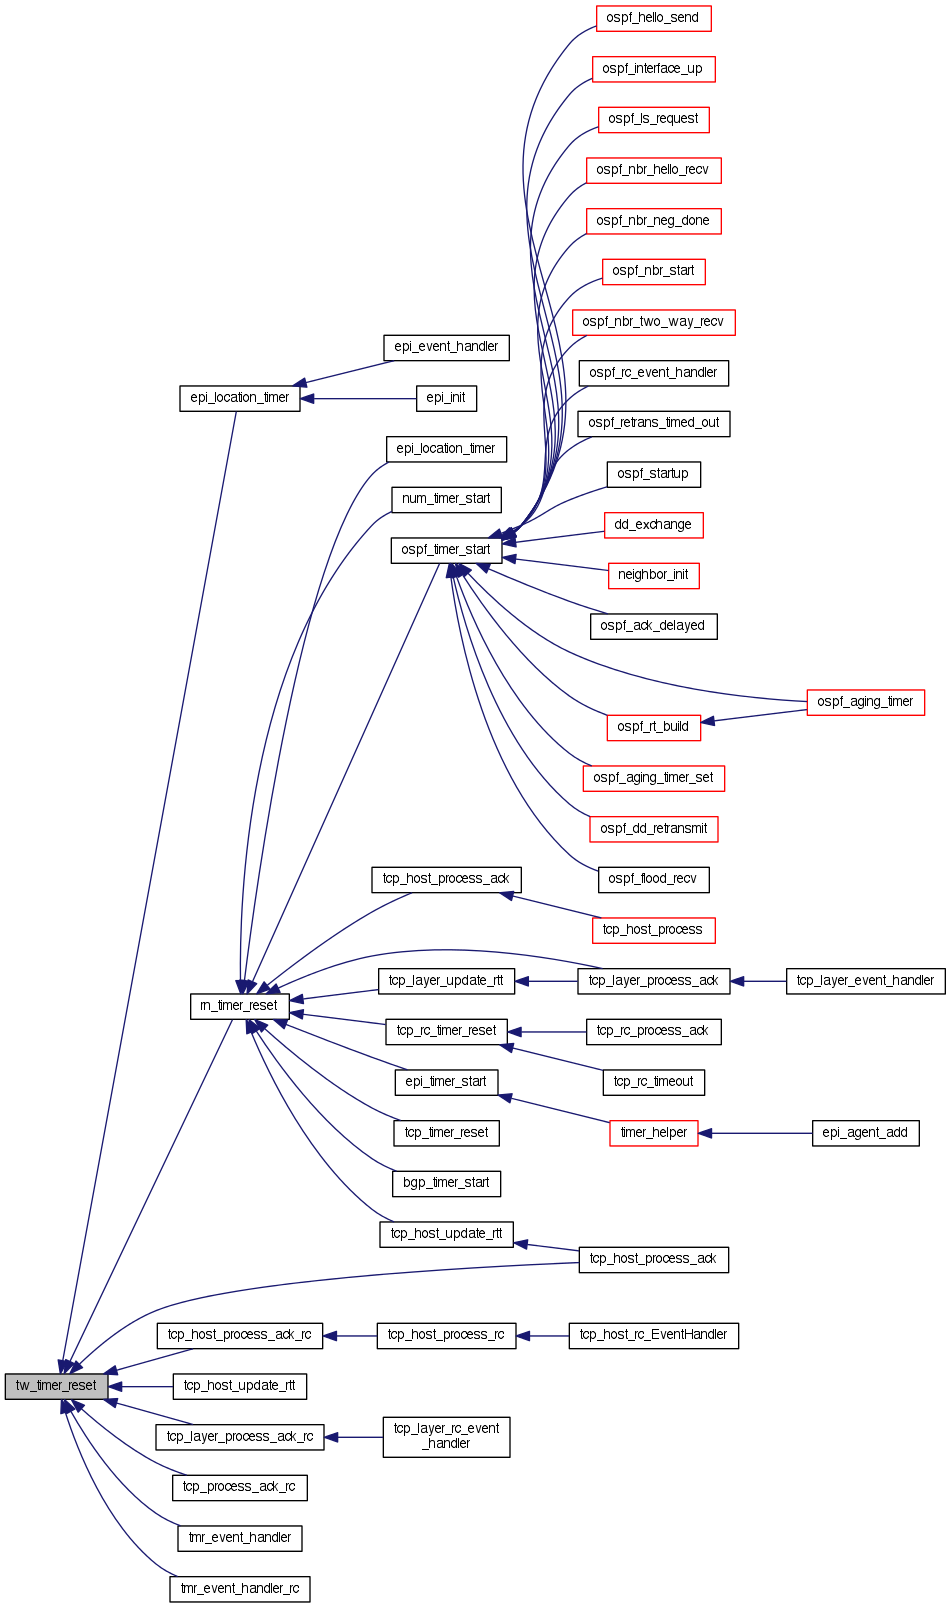 ospf_hello_send
ospf_interface_up
ospf_ls_request
ospf_nbr_hello_recv
ospf_nbr_neg_done
ospf_nbr_start
ospf_nbr_two_way_recv
epi_event_handler
ospf_rc_event_handler
epi_location_timer
epi_init
ospf_retrans_timed_out
epi_location_timer
ospf_startup
num_timer_start
dd_exchange
ospf_timer_start
neighbor_init
ospf_ack_delayed
ospf_aging_timer
ospf_rt_build
ospf_aging_timer_set
ospf_dd_retransmit
tcp_host_process_ack
ospf_flood_recv
tcp_host_process
tcp_layer_update_rtt
tcp_layer_process_ack
tcp_layer_event_handler
rn_timer_reset
tcp_rc_timer_reset
tcp_rc_process_ack
epi_timer_start
tcp_rc_timeout
tcp_timer_reset
timer_helper
epi_agent_add
bgp_timer_start
tcp_host_update_rtt
tcp_host_process_ack
tcp_host_process_ack_rc
tcp_host_process_rc
tcp_host_rc_EventHandler
tw_timer_reset
tcp_host_update_rtt
tcp_layer_process_ack_rc
tcp_layer_rc_event
_handler
tcp_process_ack_rc
tmr_event_handler
tmr_event_handler_rc